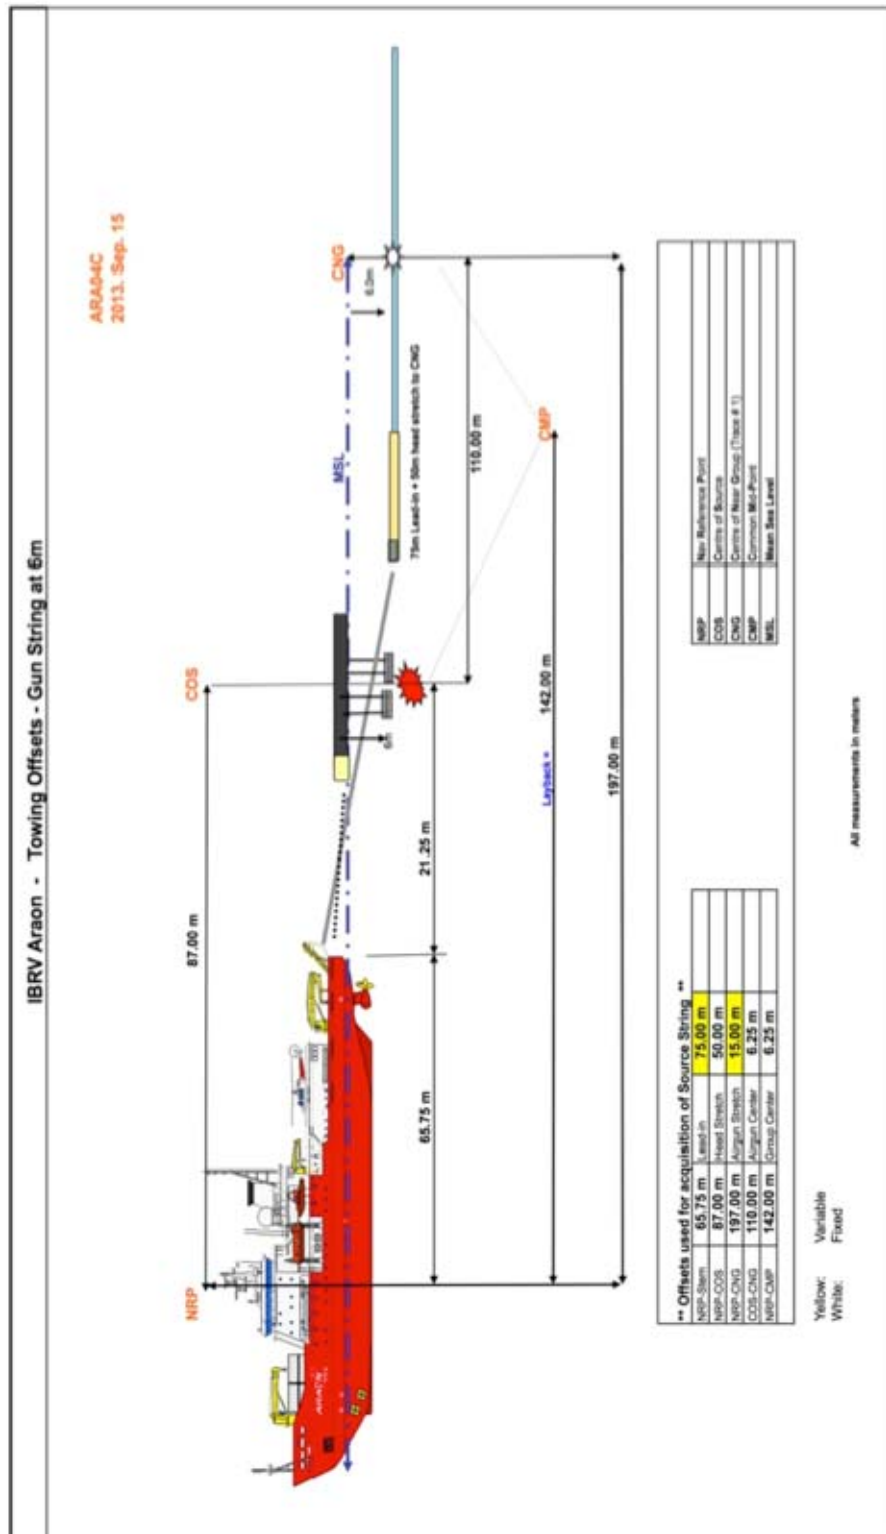 IBRV Araon - Towing Offsets - Gun String at 6m
ARA04C
2013. Sep. 15
NRP
COS
CNG
87.00 m
MSL
6.0m
6m
75m Lead-in + 50m head stretch to CNG
65.75 m
21.25 m
110.00 m
CMP
Layback =
142.00 m
197.00 m
ARAON
** Offsets used for acquisition of Source String **
NRP-Stern 65.75 m Lead-in 75.00 m
NRP-COS 87.00 m Head Stretch 50.00 m
NRP-CNG 197.00 m Airgun Stretch 15.00 m
COS-CNG 110.00 m Airgun Center 6.25 m
NRP-CMP 142.00 m Group Center 6.25 m
NRP Nav Reference Point
COS Centre of Source
CNG Centre of Near Group (Trace # 1)
CMP Common Mid-Point
MSL Mean Sea Level
Yellow: Variable
White: Fixed
All measurements in meters